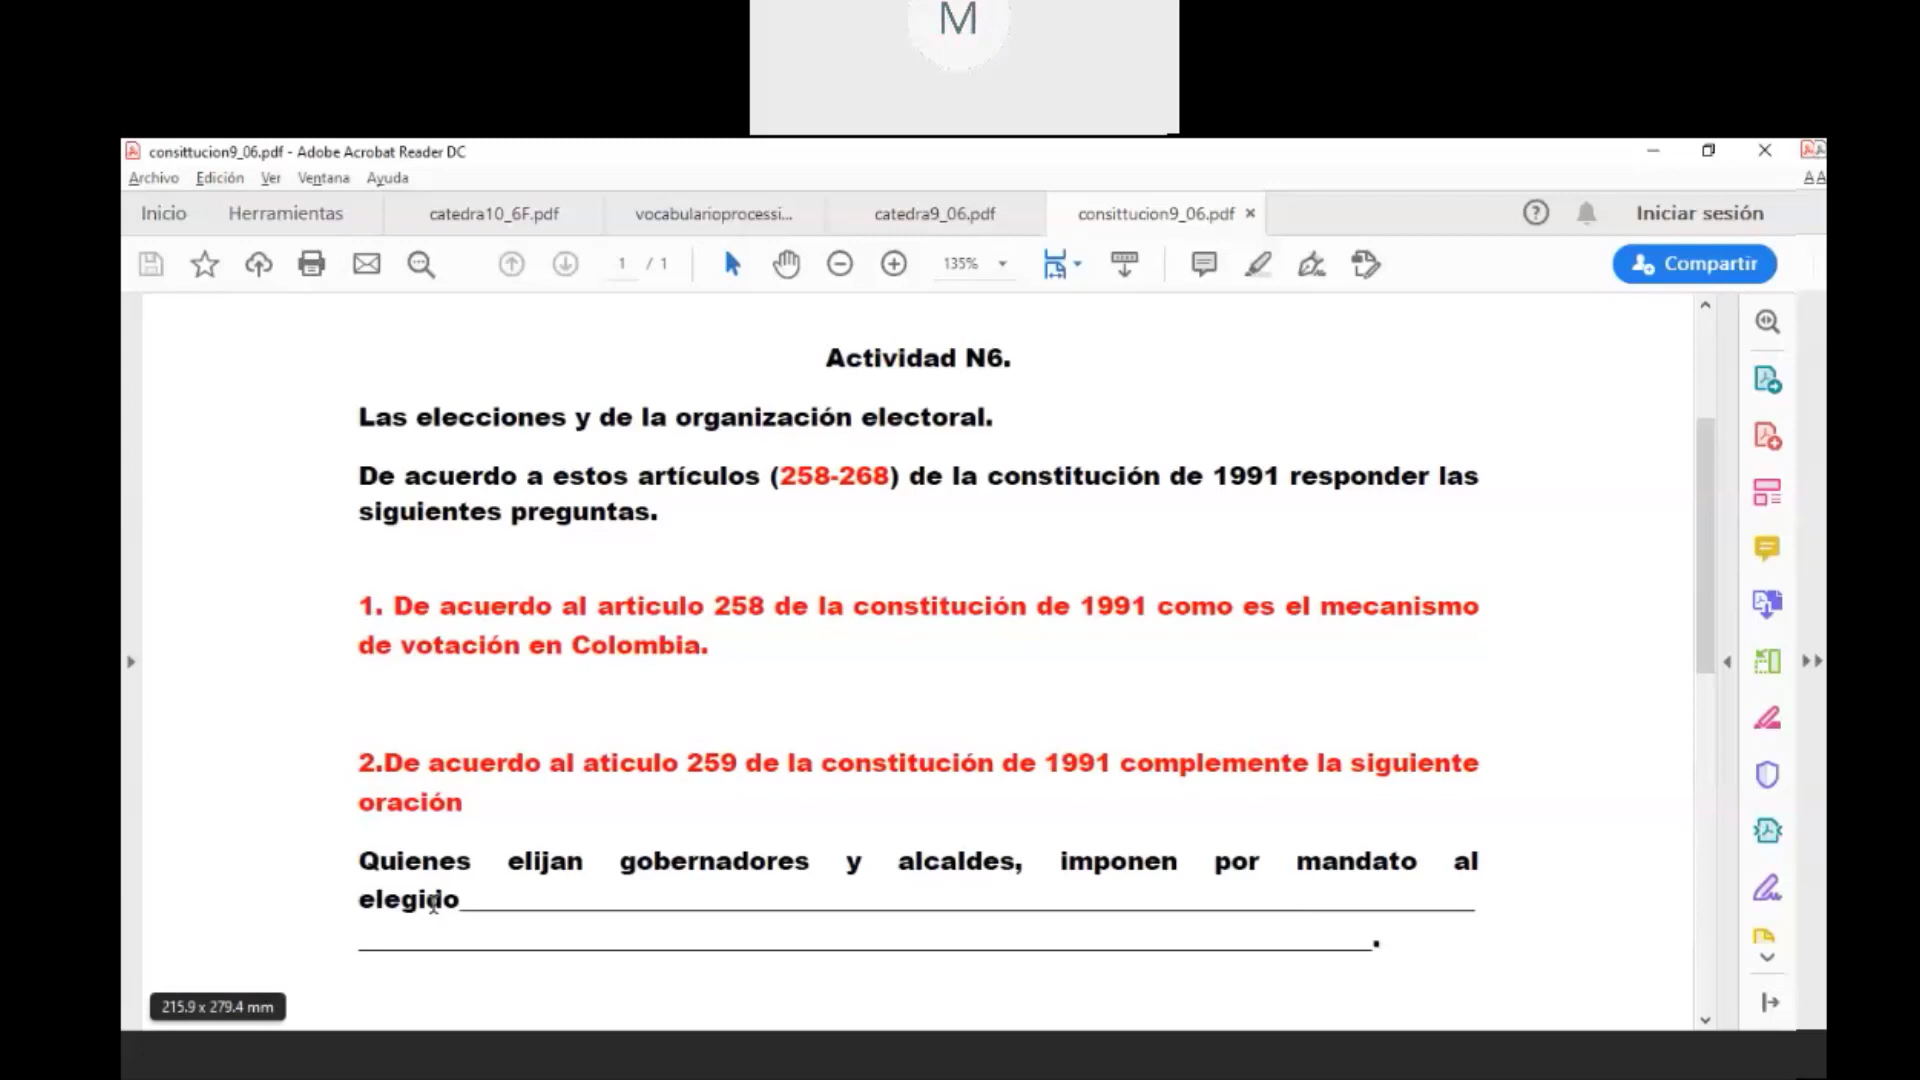 M
consittucion9_06.pdf - Adobe Acrobat Reader DC
Archivo Edición Ver Ventana Ayuda
Inicio Herramientas catedra10_6F.pdf vocabularioprocessi... catedra9_06.pdf consittucion9_06.pdf × Iniciar sesión
1 / 1 135% Compartir
Actividad N6.
Las elecciones y de la organización electoral.
De acuerdo a estos artículos (258-268) de la constitución de 1991 responder las
siguientes preguntas.
1. De acuerdo al articulo 258 de la constitución de 1991 como es el mecanismo
de votación en Colombia.
2.De acuerdo al aticulo 259 de la constitución de 1991 complemente la siguiente
oración
Quienes elijan gobernadores y alcaldes, imponen por mandato al
elegido____________________
____________________.
215.9 x 279.4 mm